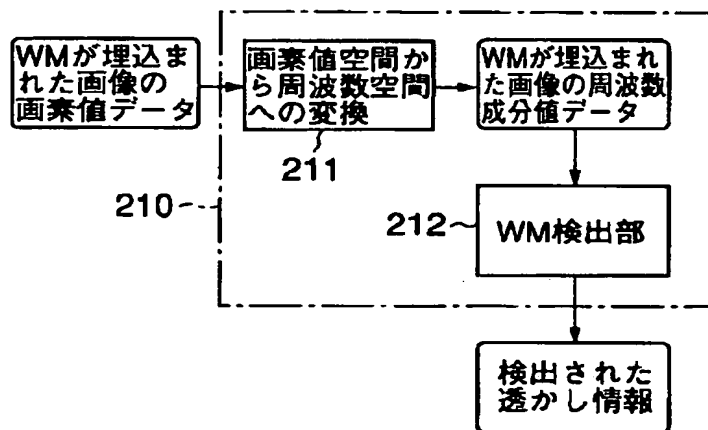 WMが埋込ま
れた画像の
画素値データ
画素値空間か
ら周波数空間
への変換
211
WMが埋込まれ
た画像の周波数
成分値データ
210
212
WM検出部
検出された
透かし情報